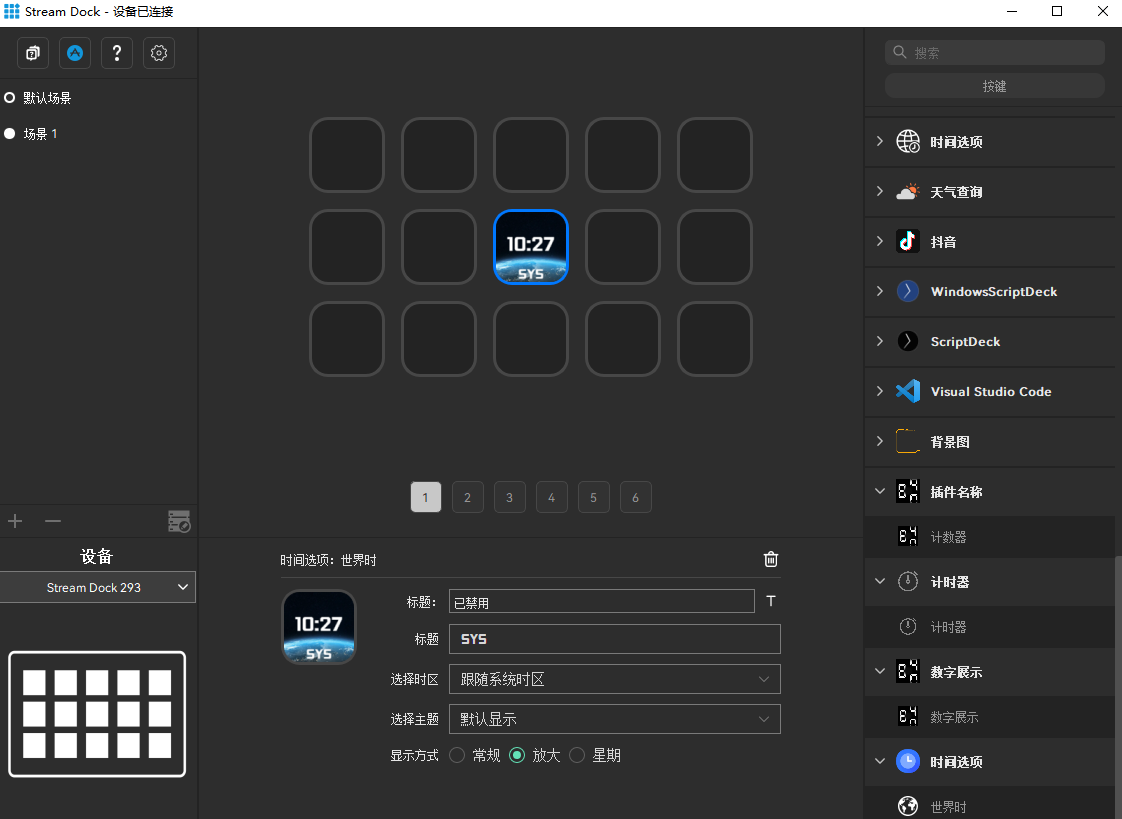 Stream Dock - 设备已连接
默认场景
场景 1
10:27
SYS
1
2
3
4
5
6
设备
Stream Dock 293
时间选项：世界时
10:27
SYS
标题：
已禁用
T
标题
SYS
选择时区
跟随系统时区
选择主题
默认显示
显示方式
常规
放大
星期
搜索
按键
时间选项
天气查询
抖音
WindowsScriptDeck
ScriptDeck
Visual Studio Code
背景图
插件名称
计数器
计时器
计时器
数字展示
数字展示
时间选项
世界时